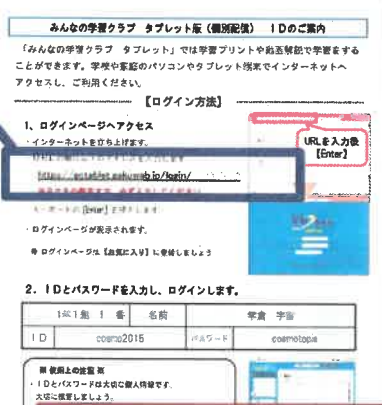 みんなの学習クラブ タブレット版（個別配信） IDのご案内
「みんなの学習クラブ タブレット」では学習プリントや動画解説で学習をする
ことができます。学校や家庭のパソコンやタブレット端末でインターネットへ
アクセスし、ご利用ください。
【ログイン方法】
1、ログインページへアクセス
・インターネットを立ち上げます。
URLを入力後
【Enter】
・ログインページが表示されます。
※ ログインページは【お気に入り】に登録しましょう
2．IDとパスワードを入力し、ログインします。
1年1組 1 番 名前 学倉 宇宙
ID cosmo2015 パスワード cosmotopia
※ 使用上の注意 ※
・IDとパスワードは大切な個人情報です。
大切に保管しましょう。